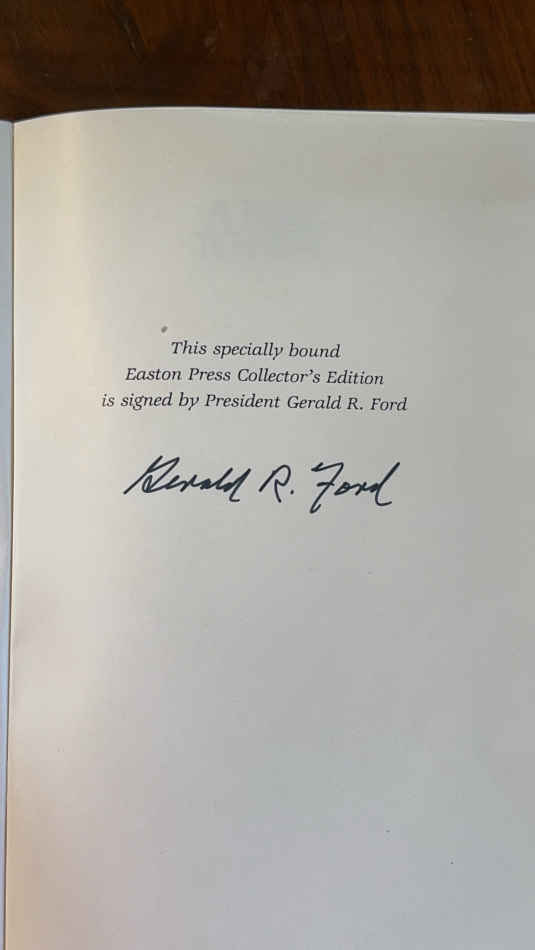 This specially bound
Easton Press Collector's Edition
is signed by President Gerald R. Ford
Gerald R. Ford